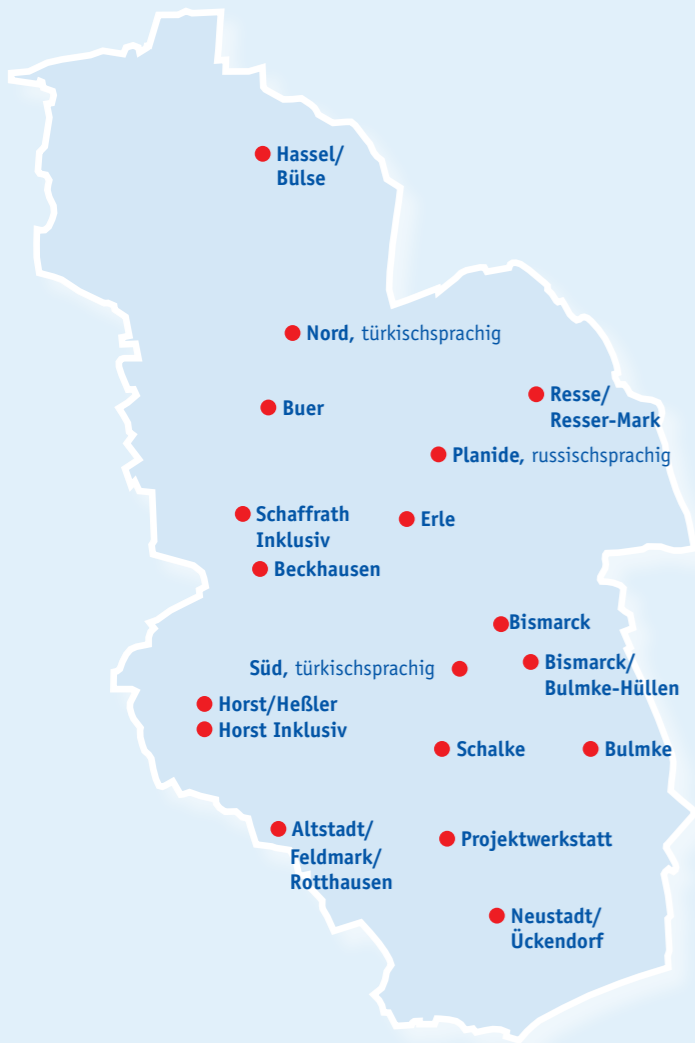 Hassel/
Bülse
Nord, türkischsprachig
Buer
Resse/
Resser-Mark
Planide, russischsprachig
Schaffrath
Inklusiv
Erle
Beckhausen
Bismarck
Süd, türkischsprachig
Bismarck/
Bulmke-Hüllen
Horst/Heßler
Horst Inklusiv
Schalke
Bulmke
Altstadt/
Feldmark/
Rotthausen
Projektwerkstatt
Neustadt/
Ückendorf